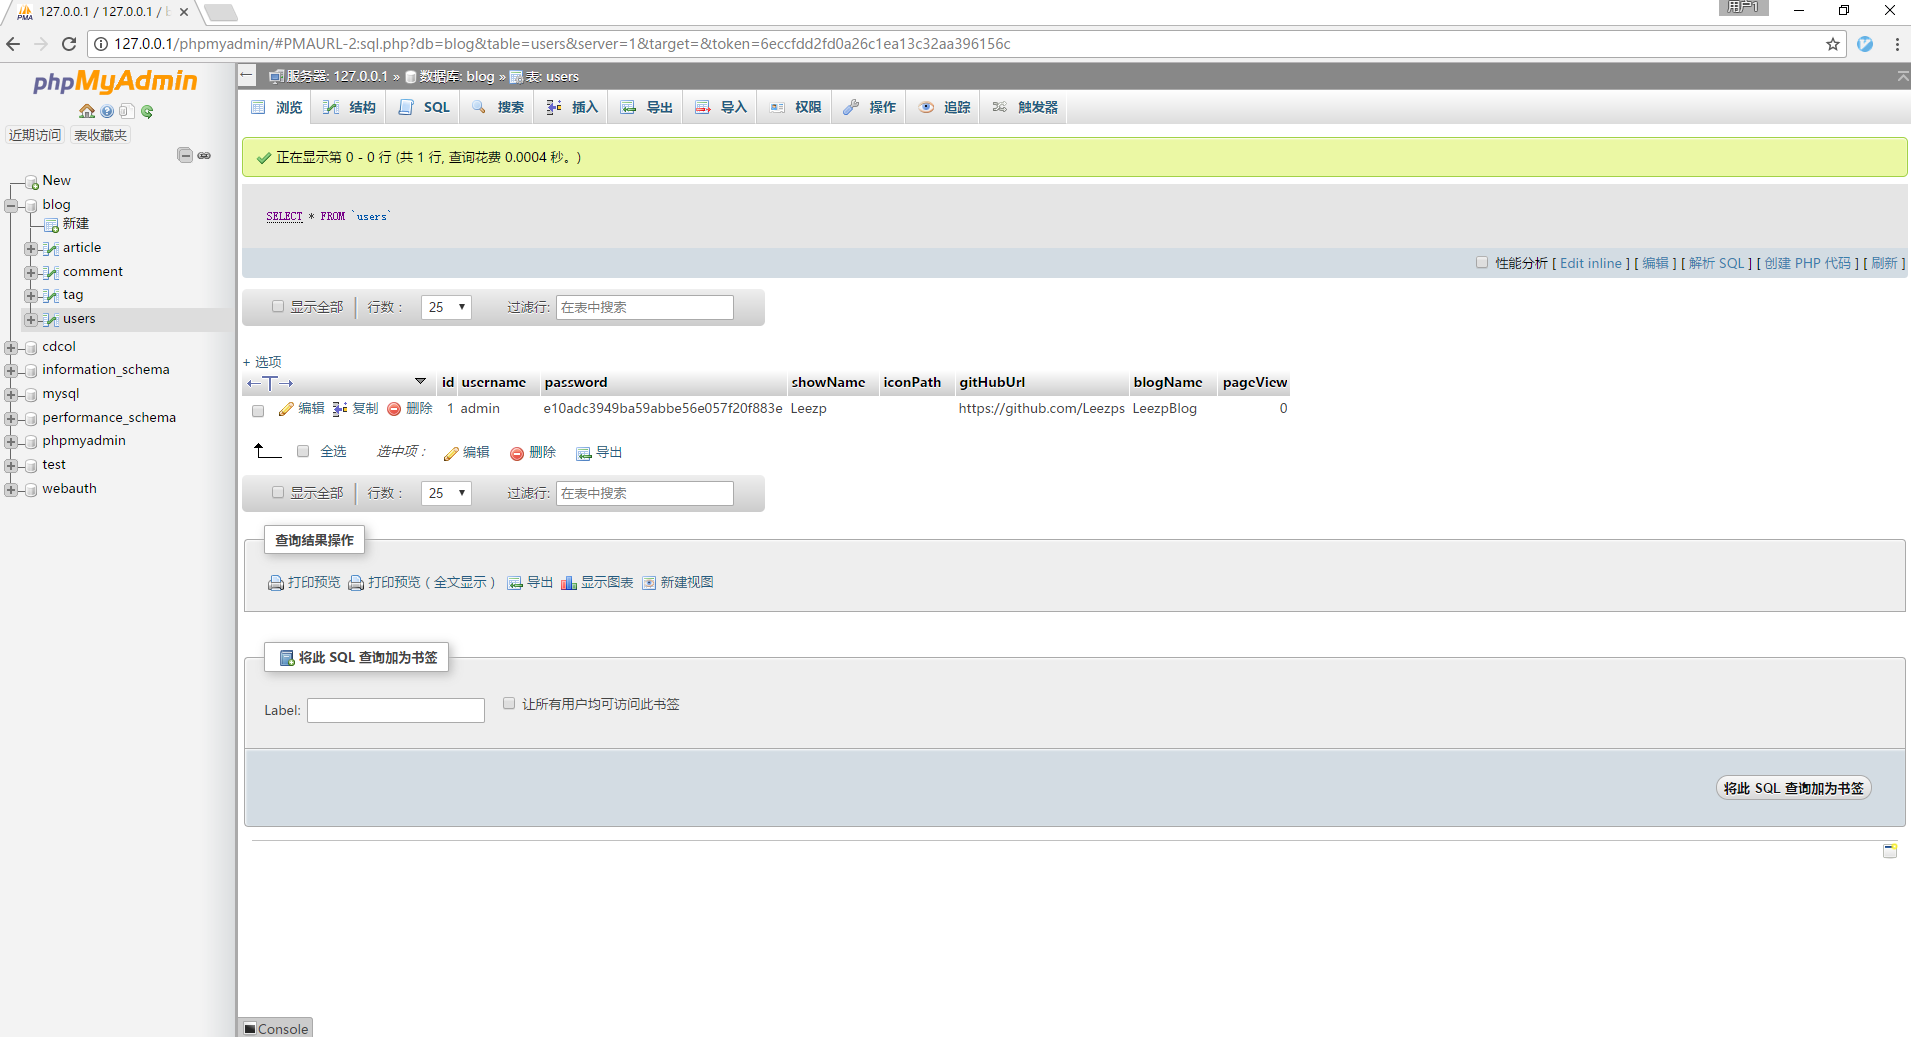 127.0.0.1 / 127.0.0.1 / b
用户1
127.0.0.1/phpmyadmin/#PMAURL-2:sql.php?db=blog&table=users&server=1&target=&token=6eccfdd2fd0a26c1ea13c32aa396156c
phpMyAdmin
近期访问 表收藏夹
New
blog
新建
article
comment
tag
users
cdcol
information_schema
mysql
performance_schema
phpmyadmin
test
webauth
服务器: 127.0.0.1 » 数据库: blog » 表: users
浏览 结构 SQL 搜索 插入 导出 导入 权限 操作 追踪 触发器
正在显示第 0 - 0 行 (共 1 行, 查询花费 0.0004 秒。)
SELECT * FROM `users`
性能分析 [ Edit inline ] [ 编辑 ] [ 解析 SQL ] [ 创建 PHP 代码 ] [ 刷新 ]
显示全部 行数： 25 过滤行: 在表中搜索
+ 选项
←T→ id username password showName iconPath gitHubUrl blogName pageView
编辑 复制 删除 1 admin e10adc3949ba59abbe56e057f20f883e Leezp https://github.com/Leezps LeezpBlog 0
全选 选中项： 编辑 删除 导出
显示全部 行数： 25 过滤行: 在表中搜索
查询结果操作
打印预览 打印预览（全文显示） 导出 显示图表 新建视图
将此 SQL 查询加为书签
Label: 让所有用户均可访问此书签
将此 SQL 查询加为书签
Console